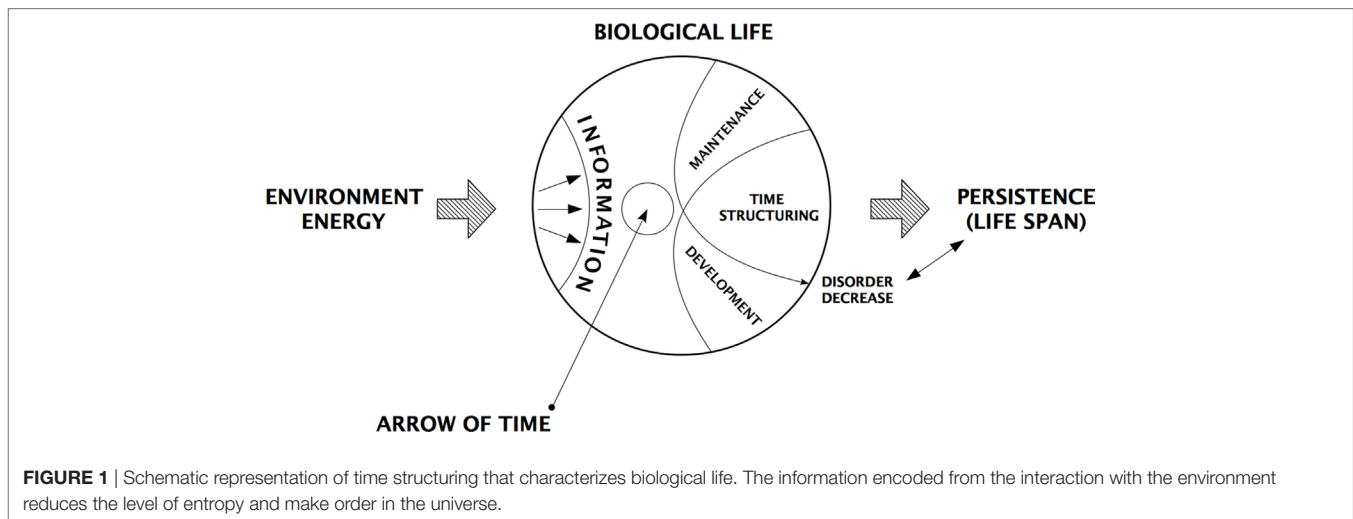 BIOLOGICAL LIFE
ENVIRONMENT
ENERGY
INFORMATION
MAINTENANCE
TIME
STRUCTURING
DEVELOPMENT
PERSISTENCE
(LIFE SPAN)
DISORDER
DECREASE
ARROW OF TIME
FIGURE 1 | Schematic representation of time structuring that characterizes biological life. The information encoded from the interaction with the environment
reduces the level of entropy and make order in the universe.